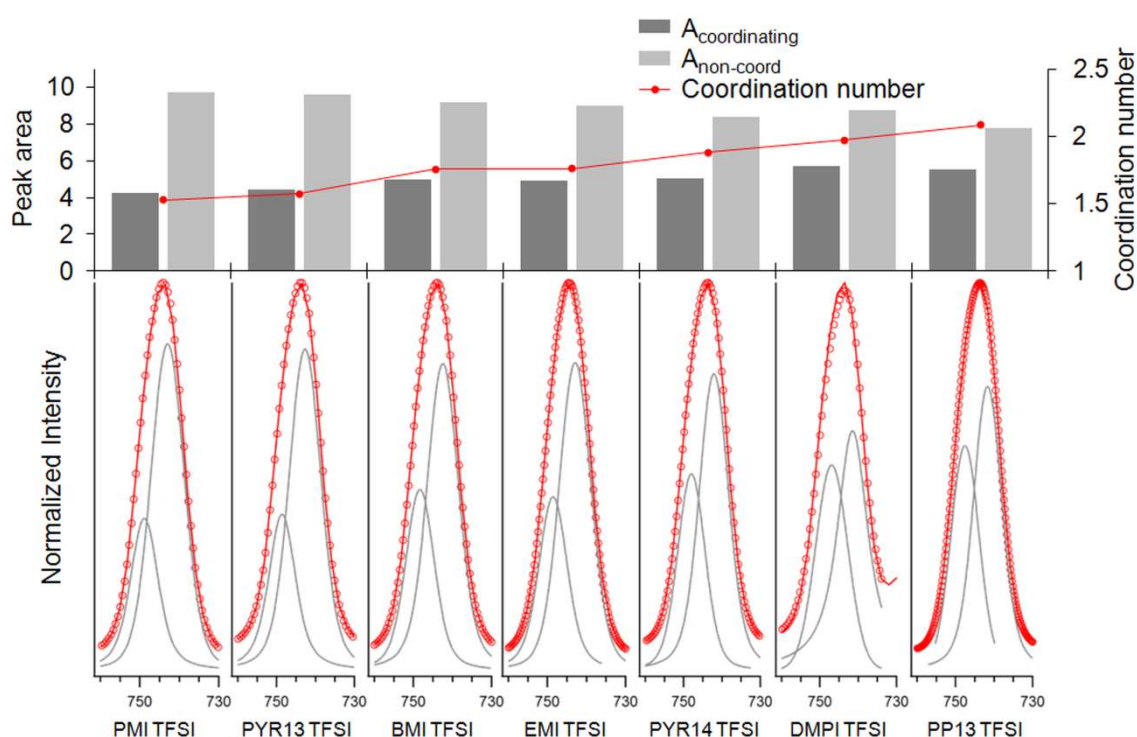 A coordinating
A non-coord
Coordination number
Peak area
10
8
6
4
2
0
2.5
2
1.5
1
Coordination number
Normalized Intensity
750 730 750 730 750 730 750 730 750 730 750 730 750 730
PMI TFSI PYR13 TFSI BMI TFSI EMI TFSI PYR14 TFSI DMPI TFSI PP13 TFSI